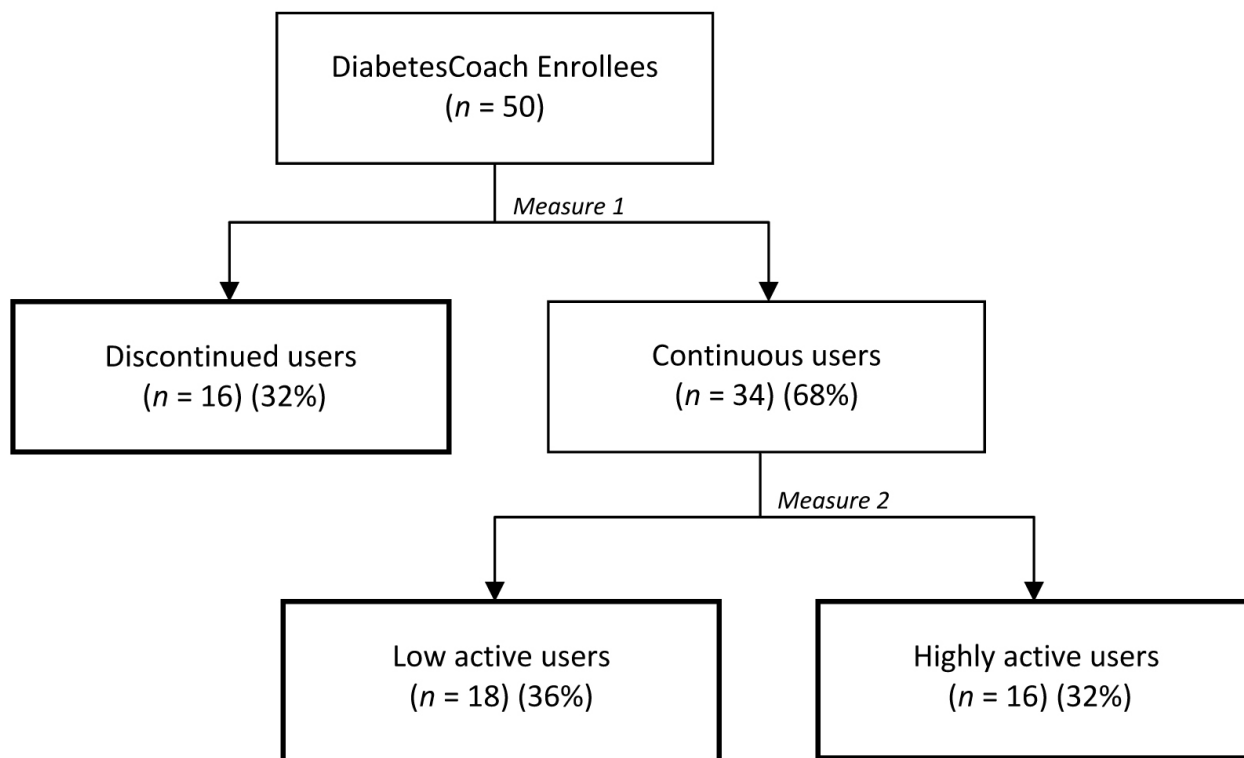 DiabetesCoach Enrollees
(n = 50)
Measure 1
Discontinued users
(n = 16) (32%)
Continuous users
(n = 34) (68%)
Measure 2
Low active users
(n = 18) (36%)
Highly active users
(n = 16) (32%)